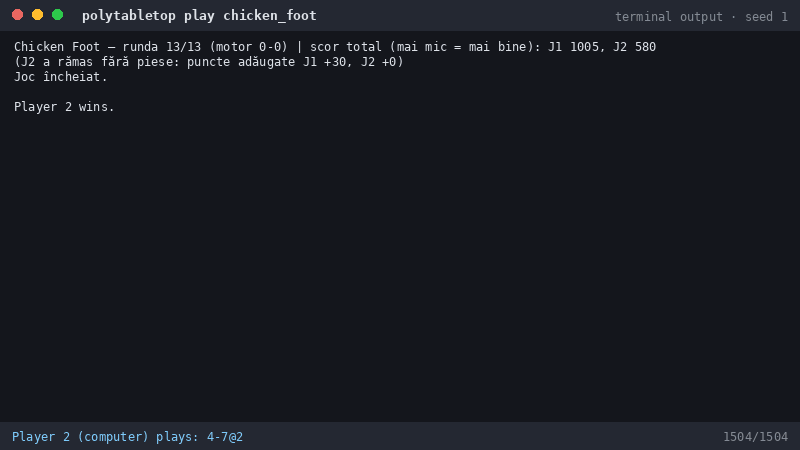 polytabletop play chicken_foot
terminal output · seed 1
Chicken Foot — runda 13/13 (motor 0-0) | scor total (mai mic = mai bine): J1 1005, J2 580
(J2 a rămas fără piese: puncte adăugate J1 +30, J2 +0)
Joc încheiat.
Player 2 wins.
Player 2 (computer) plays: 4-7@2
1504/1504